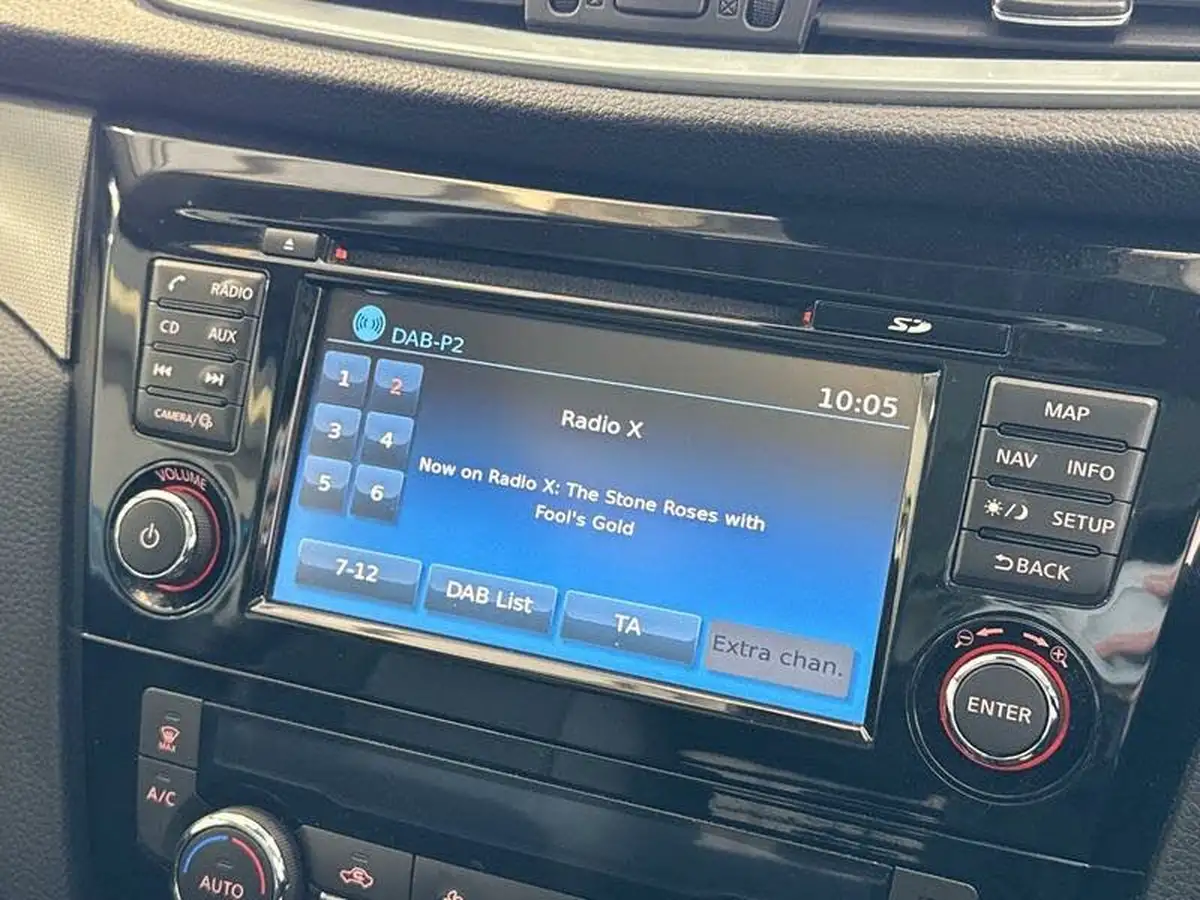 RADIO
CD AUX
CAMERA/
VOLUME
DAB-P2
10:05
1 2
3 4
5 6
Radio X
Now on Radio X: The Stone Roses with
Fool's Gold
7-12 DAB List TA Extra chan.
SD
MAP
NAV INFO
SETUP
BACK
ENTER
MAX
A/C
AUTO